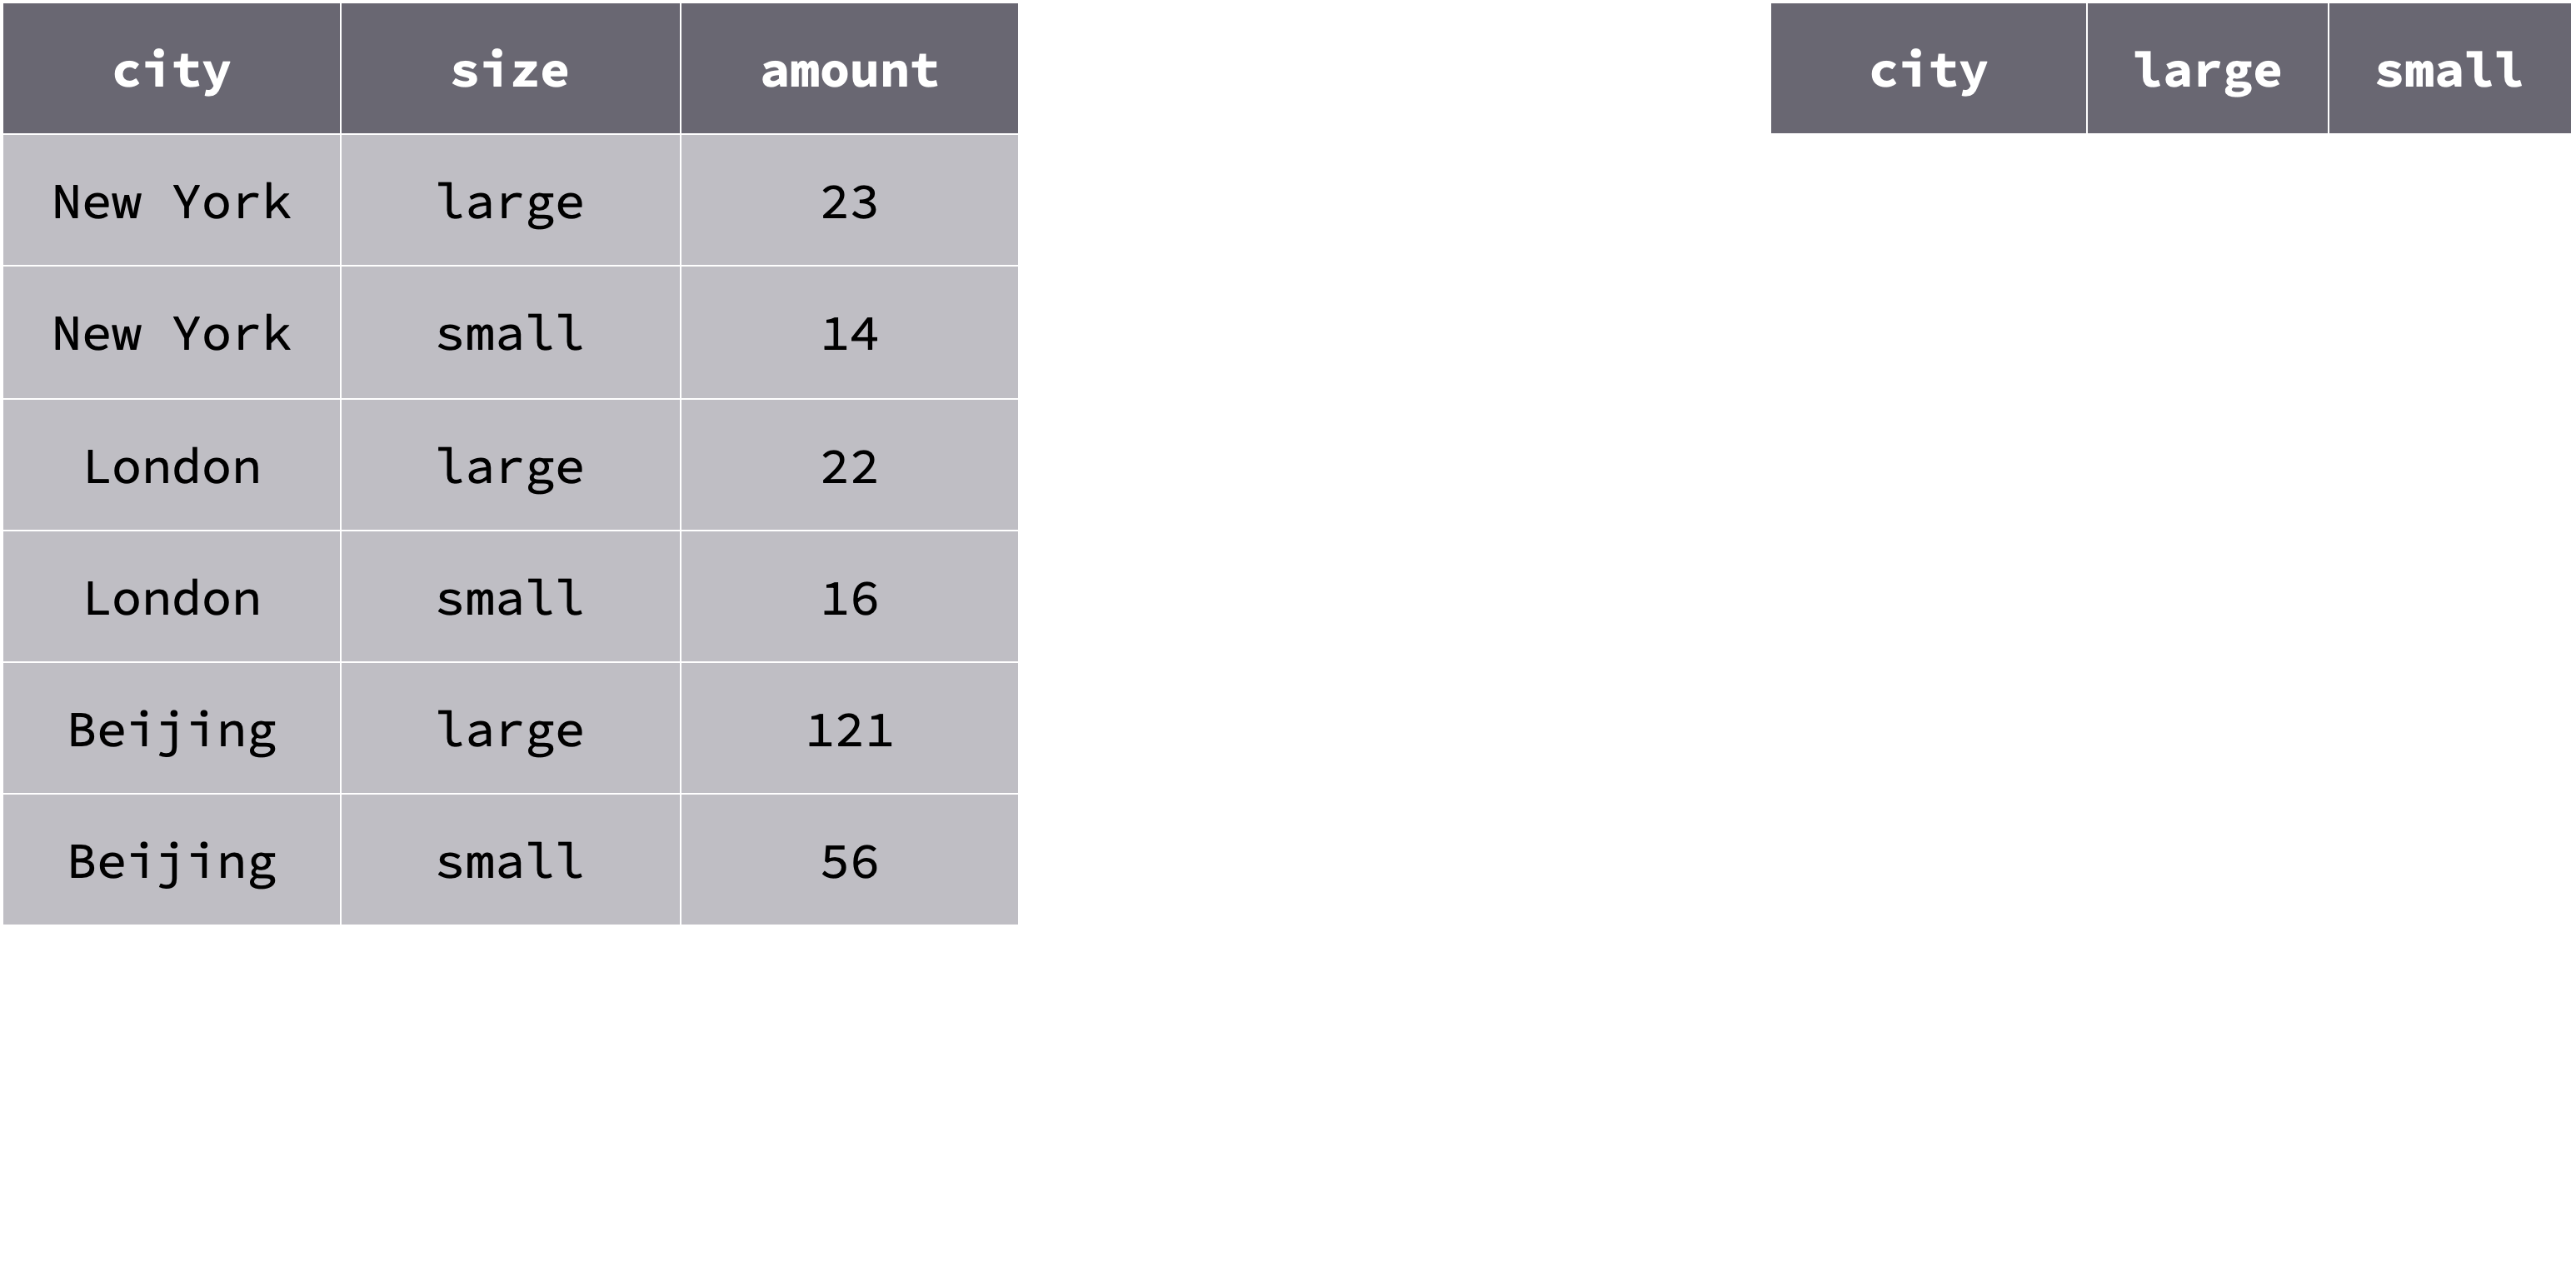 city size amount
New York large 23
New York small 14
London large 22
London small 16
Beijing large 121
Beijing small 56
city large small